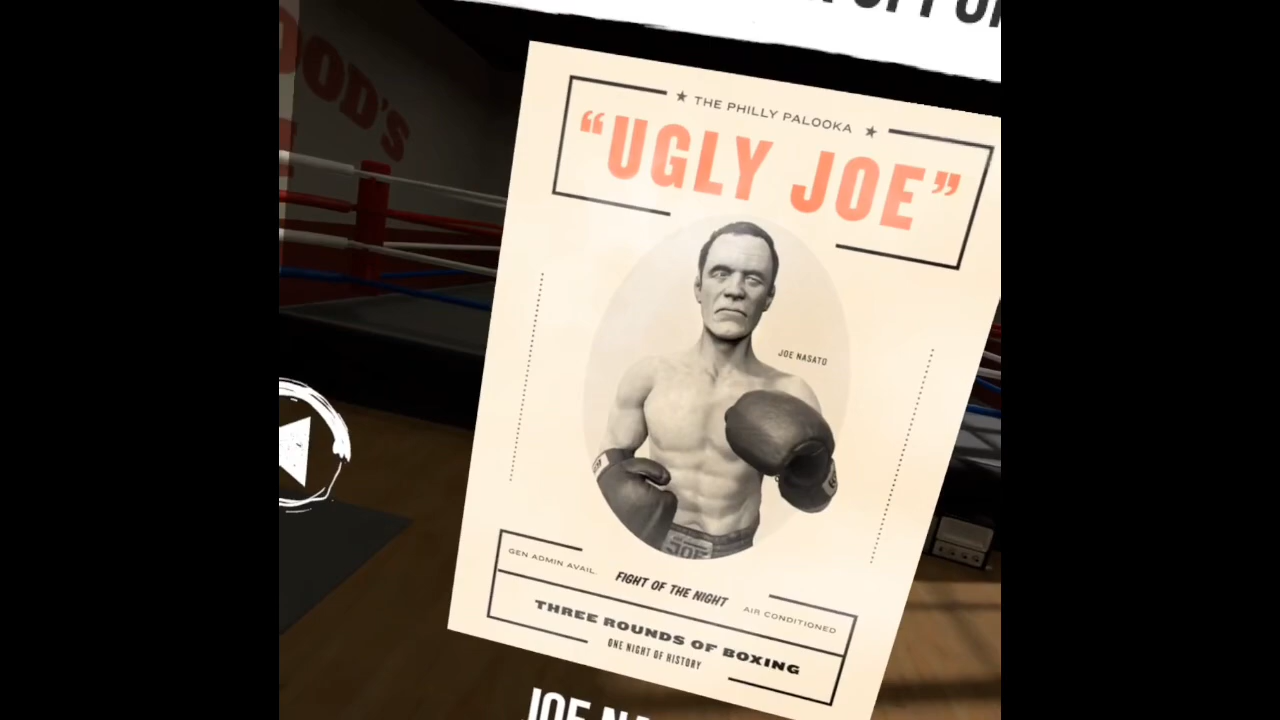 THE PHILLY PALOOKA
"UGLY JOE"
JOE NASATO
JOE
GEN ADMIN AVAIL.
FIGHT OF THE NIGHT
AIR CONDITIONED
THREE ROUNDS OF BOXING
ONE NIGHT OF HISTORY
JOE